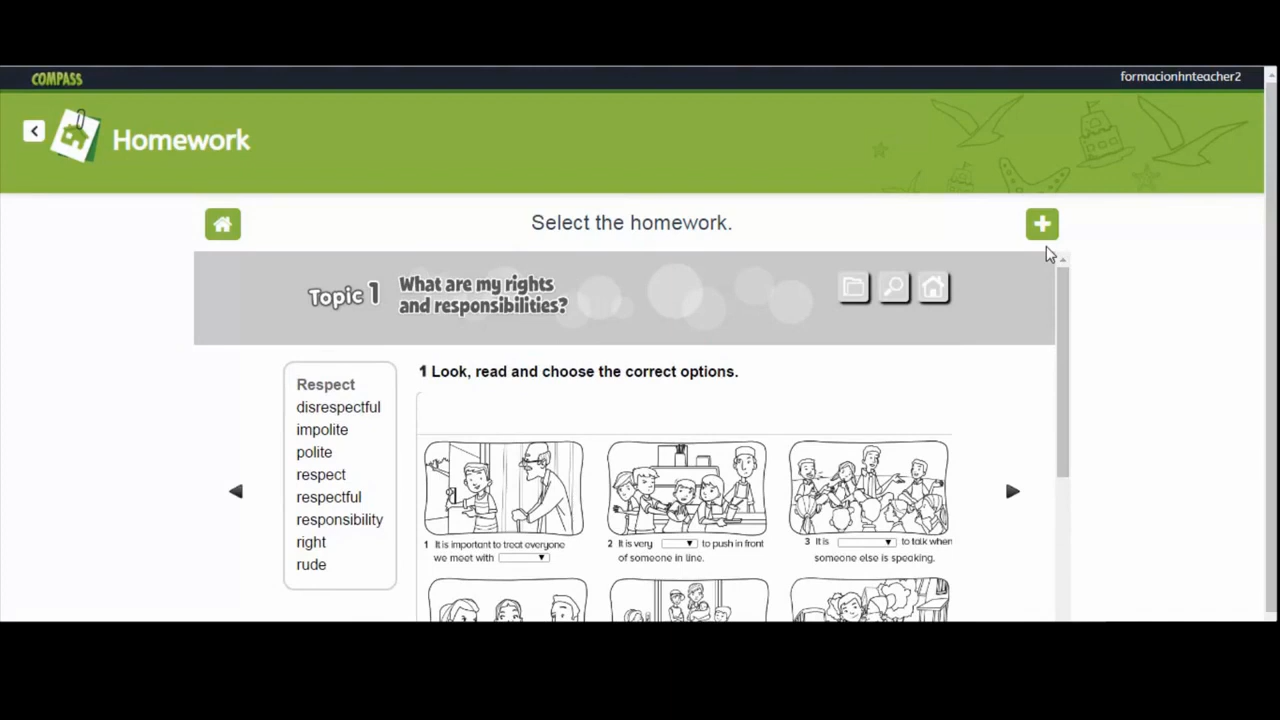 COMPASS
formacionhnteacher2
Homework
Select the homework.
Topic 1
What are my rights
and responsibilities?
Respect
disrespectful
impolite
polite
respect
respectful
responsibility
right
rude
1 Look, read and choose the correct options.
1 It is important to treat everyone
we meet with
2 It is very to push in front
of someone in line.
3 It is to talk when
someone else is speaking.